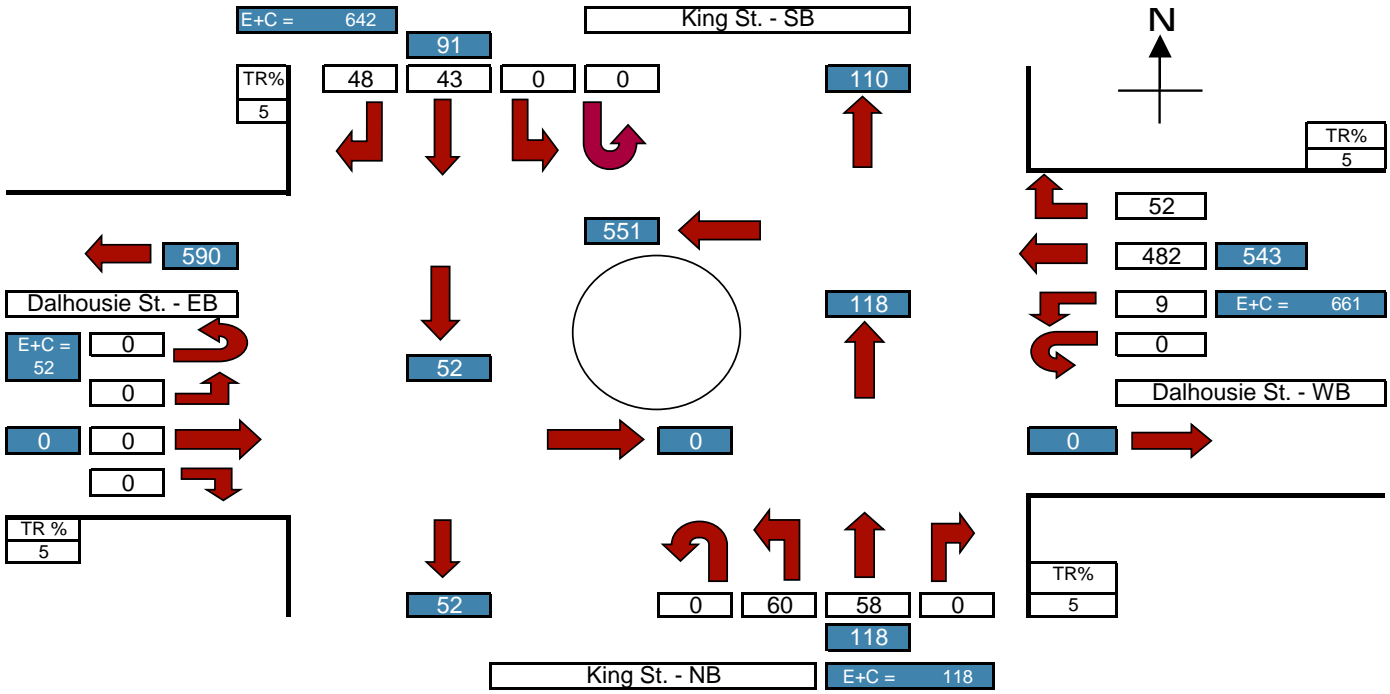 E+C = 642
King St. - SB
N
91
TR%
48 43 0 0
110
5
TR%
5
52
551
590
482 543
Dalhousie St. - EB
118
9 E+C = 661
E+C =
52
0
0
52
0
Dalhousie St. - WB
0 0
0
0
0
TR %
5
TR%
52
0 60 58 0
5
118
King St. - NB
E+C = 118